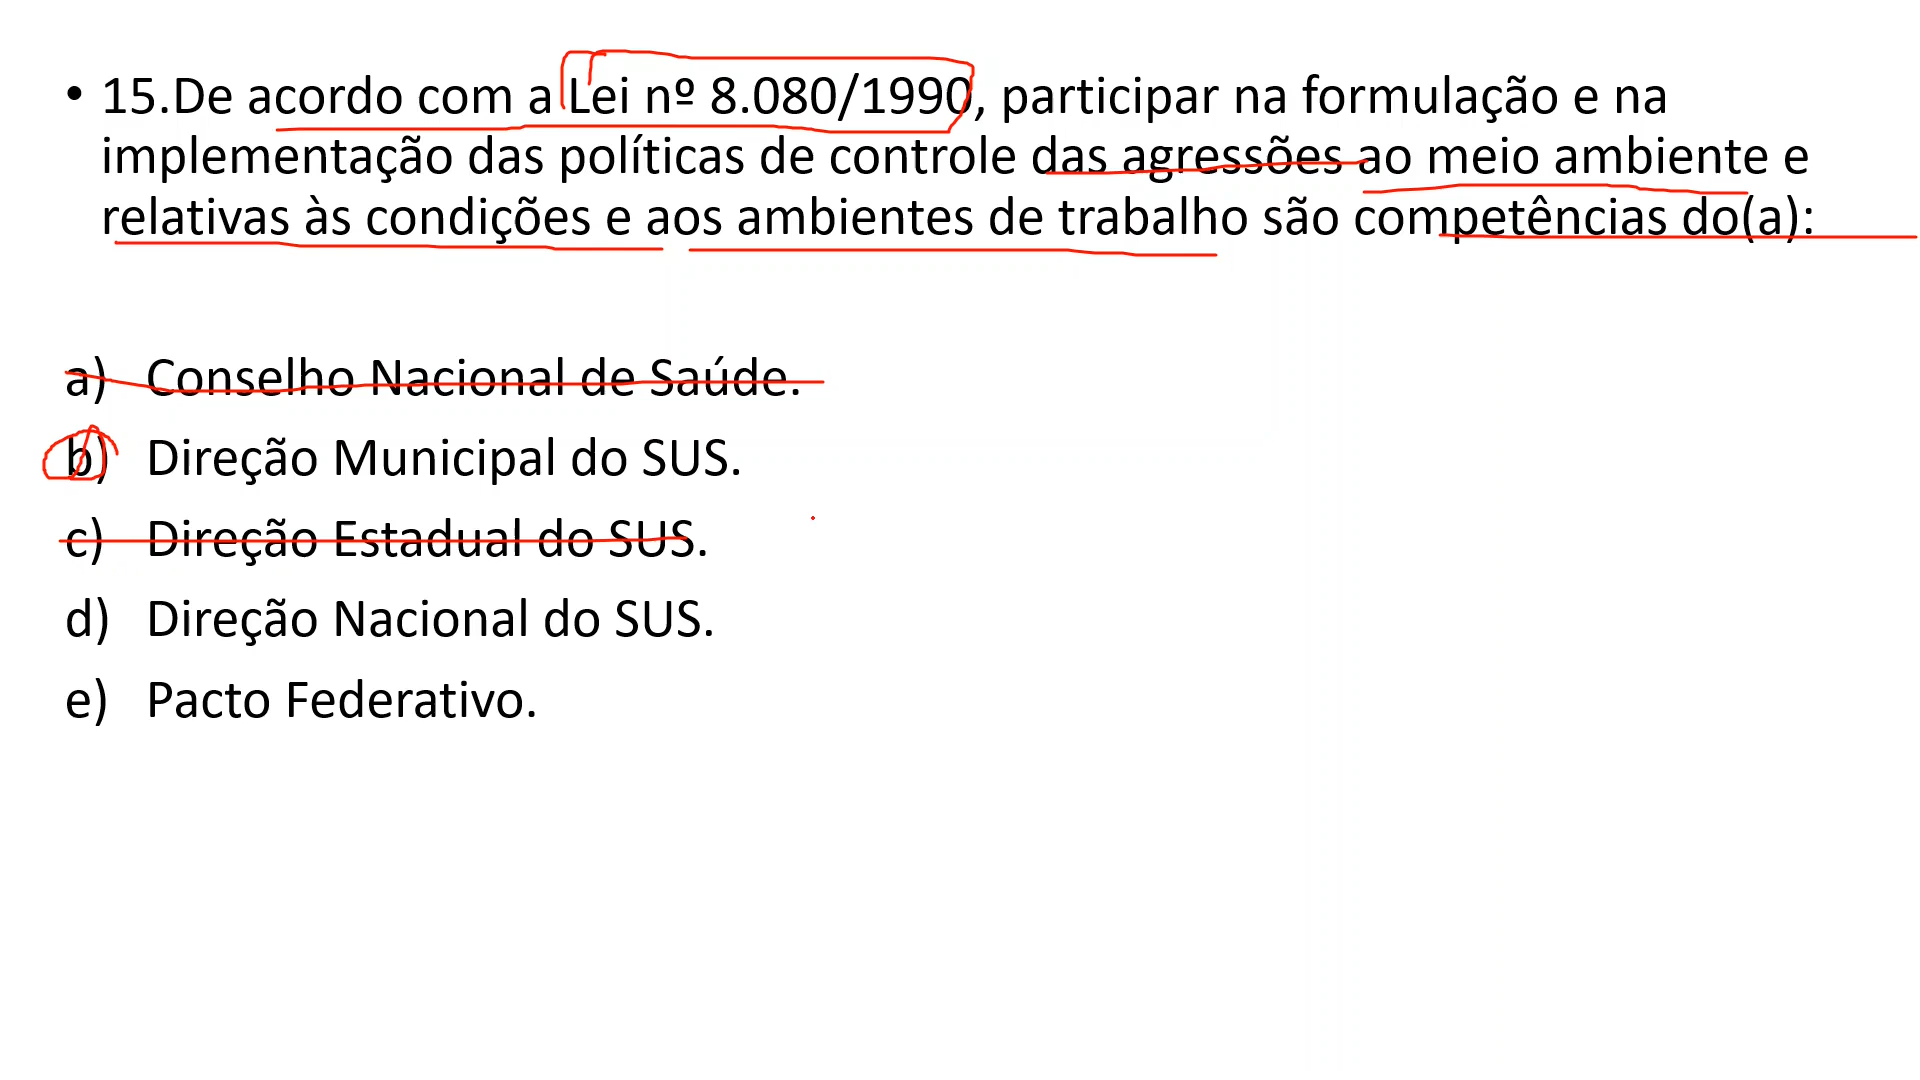 • 15.De acordo com a Lei nº 8.080/1990, participar na formulação e na
implementação das políticas de controle das agressões ao meio ambiente e
relativas às condições e aos ambientes de trabalho são competências do(a):
a) Conselho Nacional de Saúde.
b) Direção Municipal do SUS.
c) Direção Estadual do SUS.
d) Direção Nacional do SUS.
e) Pacto Federativo.